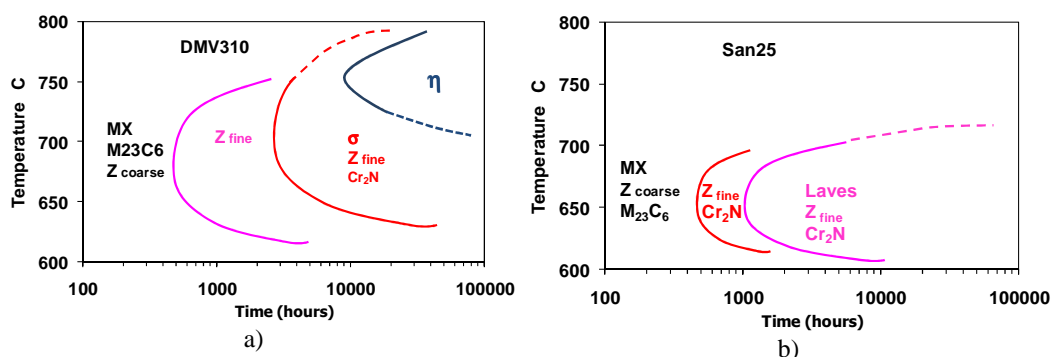 DMV310
800
750
700
650
600
Temperature C
MX
M23C6
Z coarse
Z fine
σ
Z fine
Cr2N
η
100
1000
10000
100000
Time (hours)
a)
San25
800
750
700
650
600
Temperature C
MX
Z coarse
M23C6
Z fine
Cr2N
Laves
Z fine
Cr2N
100
1000
10000
100000
Time (hours)
b)